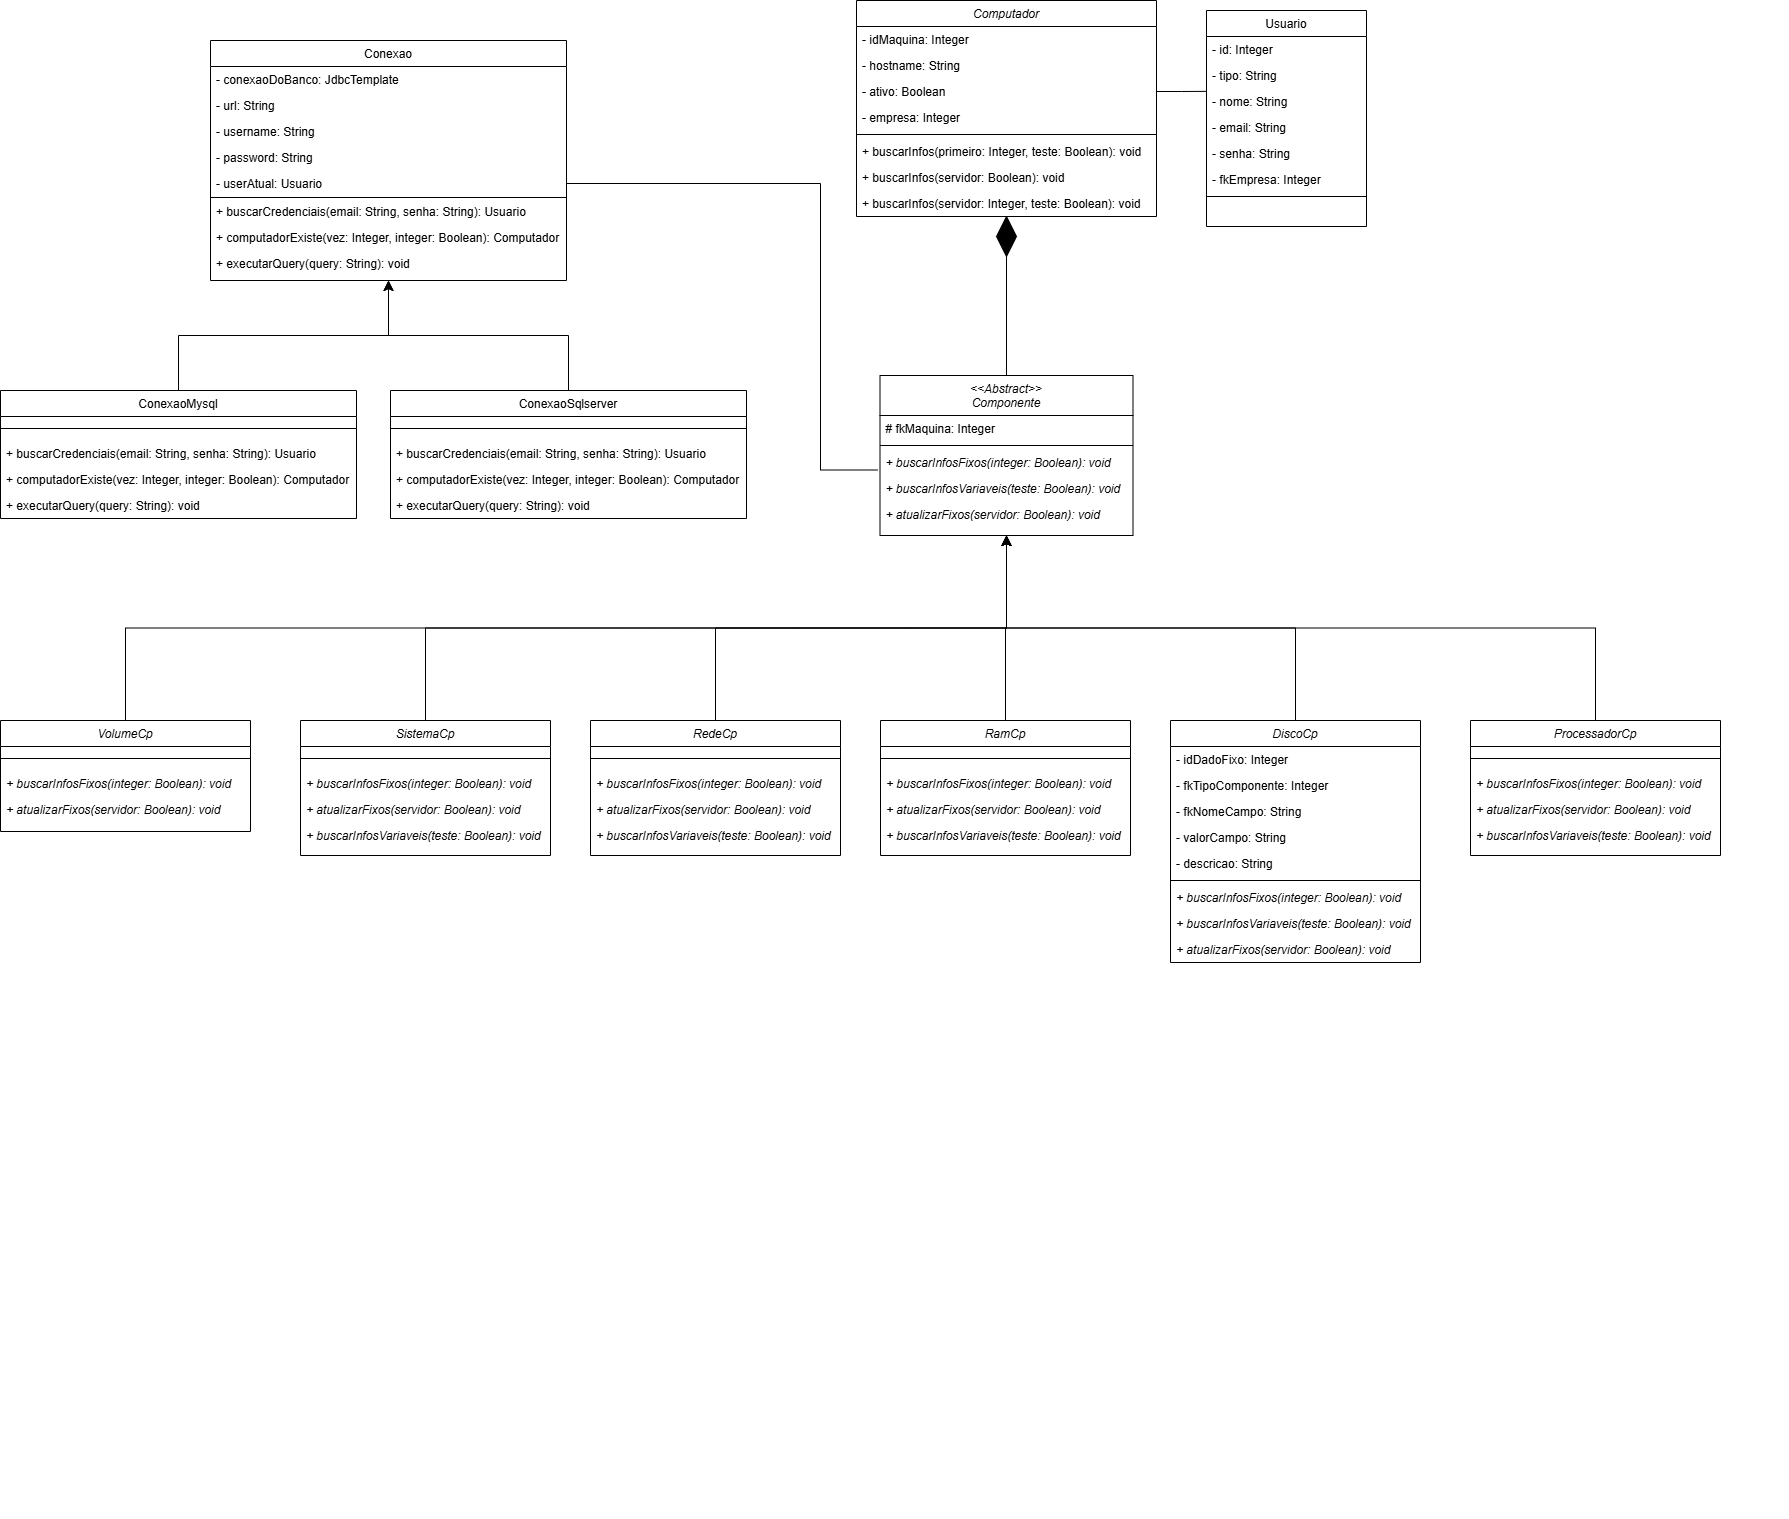 Conexao
- conexaoDoBanco: JdbcTemplate
- url: String
- username: String
- password: String
- userAtual: Usuario
+ buscarCredenciais(email: String, senha: String): Usuario
+ computadorExiste(vez: Integer, integer: Boolean): Computador
+ executarQuery(query: String): void
Computador
- idMaquina: Integer
- hostname: String
- ativo: Boolean
- empresa: Integer
+ buscarInfos(primeiro: Integer, teste: Boolean): void
+ buscarInfos(servidor: Boolean): void
+ buscarInfos(servidor: Integer, teste: Boolean): void
Usuario
- id: Integer
- tipo: String
- nome: String
- email: String
- senha: String
- fkEmpresa: Integer
ConexaoMysql
+ buscarCredenciais(email: String, senha: String): Usuario
+ computadorExiste(vez: Integer, integer: Boolean): Computador
+ executarQuery(query: String): void
ConexaoSqlserver
+ buscarCredenciais(email: String, senha: String): Usuario
+ computadorExiste(vez: Integer, integer: Boolean): Computador
+ executarQuery(query: String): void
<<Abstract>>
Componente
# fkMaquina: Integer
+ buscarInfosFixos(integer: Boolean): void
+ buscarInfosVariaveis(teste: Boolean): void
+ atualizarFixos(servidor: Boolean): void
VolumeCp
+ buscarInfosFixos(integer: Boolean): void
+ atualizarFixos(servidor: Boolean): void
SistemaCp
+ buscarInfosFixos(integer: Boolean): void
+ atualizarFixos(servidor: Boolean): void
+ buscarInfosVariaveis(teste: Boolean): void
RedeCp
+ buscarInfosFixos(integer: Boolean): void
+ atualizarFixos(servidor: Boolean): void
+ buscarInfosVariaveis(teste: Boolean): void
RamCp
+ buscarInfosFixos(integer: Boolean): void
+ atualizarFixos(servidor: Boolean): void
+ buscarInfosVariaveis(teste: Boolean): void
DiscoCp
- idDadoFixo: Integer
- fkTipoComponente: Integer
- fkNomeCampo: String
- valorCampo: String
- descricao: String
+ buscarInfosFixos(integer: Boolean): void
+ buscarInfosVariaveis(teste: Boolean): void
+ atualizarFixos(servidor: Boolean): void
ProcessadorCp
+ buscarInfosFixos(integer: Boolean): void
+ atualizarFixos(servidor: Boolean): void
+ buscarInfosVariaveis(teste: Boolean): void